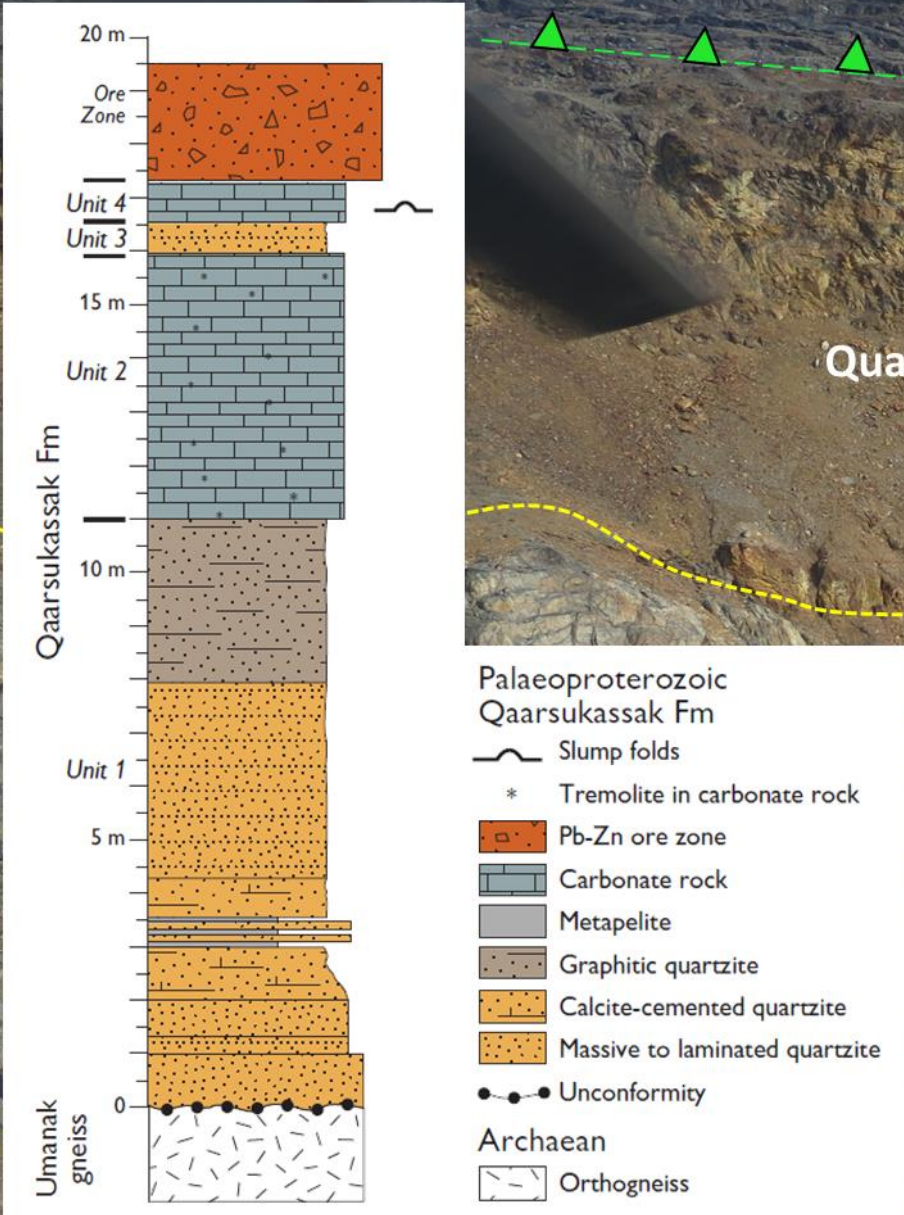 20 m
Ore
Zone
Unit 4
Unit 3
15 m
Unit 2
Qaarsukassak Fm
10 m
Unit 1
5 m
0
Umanak
gneiss
Qua
Palaeoproterozoic
Qaarsukassak Fm
Slump folds
Tremolite in carbonate rock
Pb-Zn ore zone
Carbonate rock
Metapelite
Graphitic quartzite
Calcite-cemented quartzite
Massive to laminated quartzite
Unconformity
Archaean
Orthogneiss